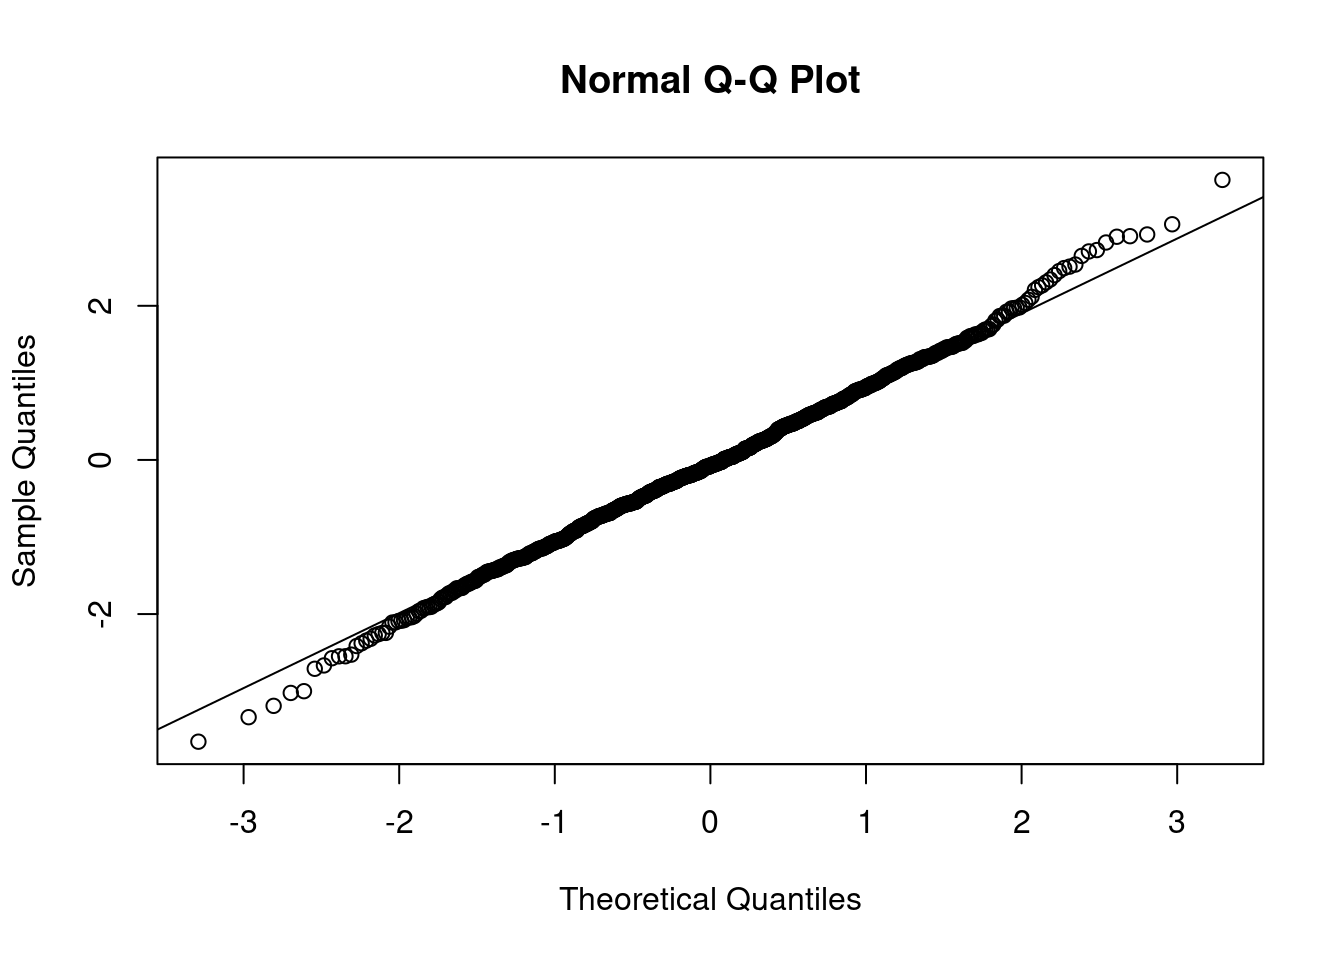 Normal Q-Q Plot
Sample Quantiles
2
0
-2
-3 -2 -1 0 1 2 3
Theoretical Quantiles